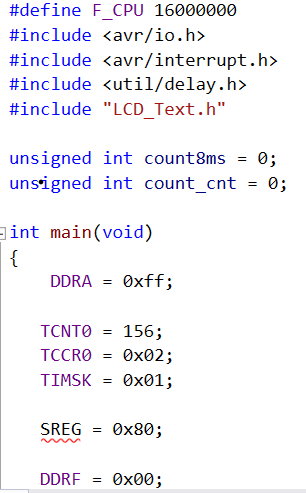 #define F_CPU 16000000
#include <avr/io.h>
#include <avr/interrupt.h>
#include <util/delay.h>
#include "LCD_Text.h"
unsigned int count8ms = 0;
unsigned int count_cnt = 0;
int main(void)
{
DDRA = 0xff;
TCNT0 = 156;
TCCR0 = 0x02;
TIMSK = 0x01;
SREG = 0x80;
DDRF = 0x00;